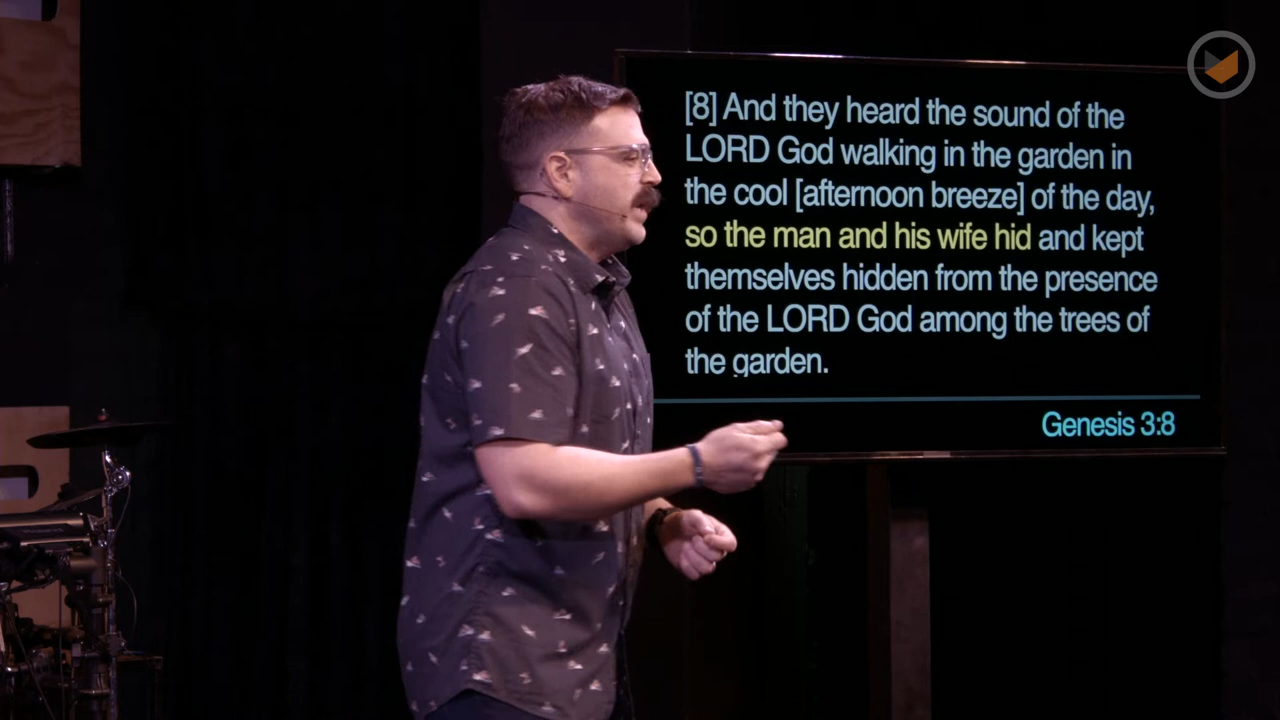 [8] And they heard the sound of the
LORD God walking in the garden in
the cool [afternoon breeze] of the day,
so the man and his wife hid and kept
themselves hidden from the presence
of the LORD God among the trees of
the garden.
Genesis 3:8